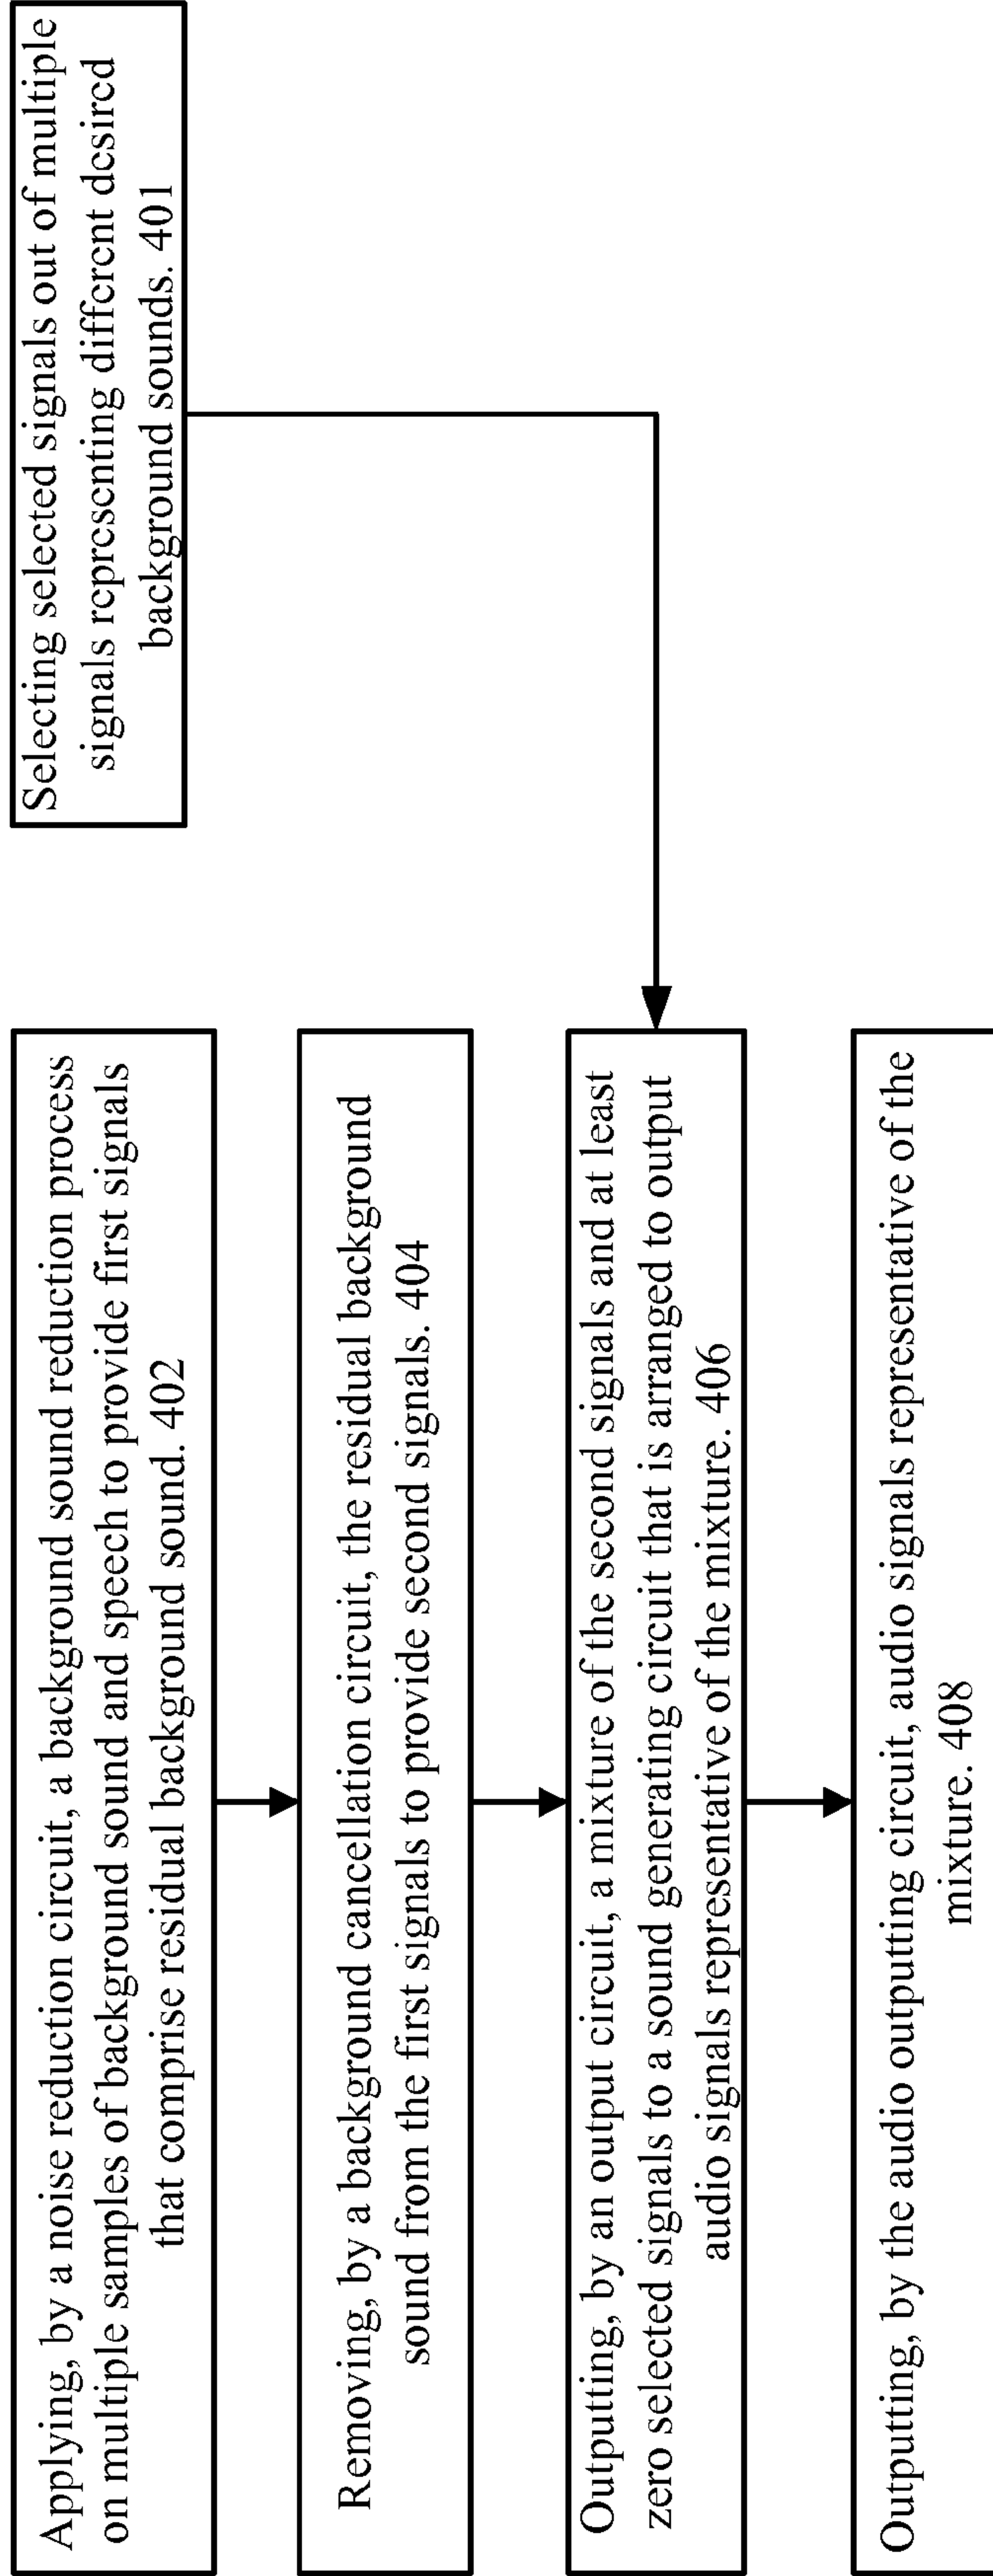 Selecting selected signals out of multiple
signals representing different desired
background sounds. 401
Applying, by a noise reduction circuit, a background sound reduction process
on multiple samples of background sound and speech to provide first signals
that comprise residual background sound. 402
Removing, by a background cancellation circuit, the residual background
sound from the first signals to provide second signals. 404
Outputting, by an output circuit, a mixture of the second signals and at least
zero selected signals to a sound generating circuit that is arranged to output
audio signals representative of the mixture. 406
Outputting, by the audio outputting circuit, audio signals representative of the
mixture. 408